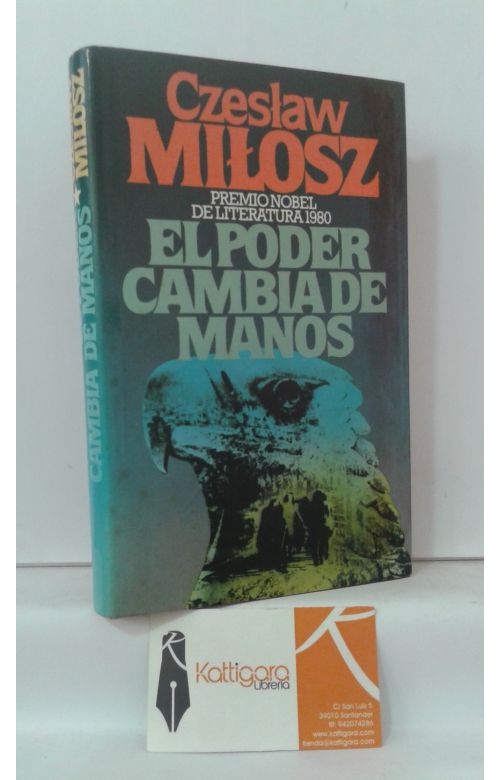 Czesław
MIŁOSZ
PREMIO NOBEL
DE LITERATURA 1980
EL PODER
CAMBIA DE
MANOS
CAMBIA DE MANOS ★ MIŁOSZ
Kattigara
Librería
C/ San Luis 5
39010 Santander
tlf: 942074286
www.kattigara.com
tienda@kattigara.com